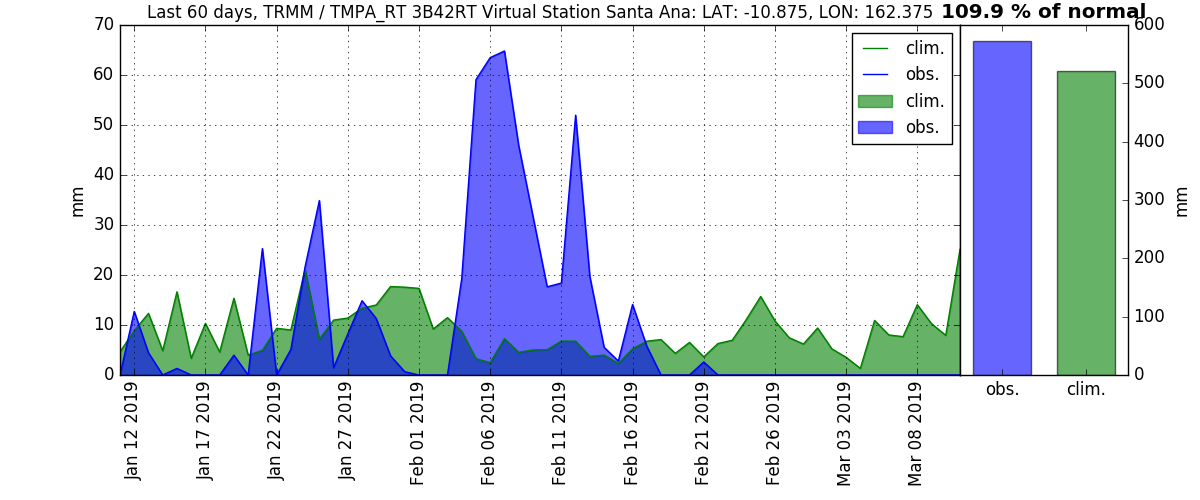 Last 60 days, TRMM / TMPA_RT 3B42RT Virtual Station Santa Ana: LAT: -10.875, LON: 162.375 109.9 % of normal
70
60
50
40
30
20
10
0
mm
clim.
obs.
clim.
obs.
600
500
400
300
200
100
0
mm
obs.
clim.
Jan 12 2019
Jan 17 2019
Jan 22 2019
Jan 27 2019
Feb 01 2019
Feb 06 2019
Feb 11 2019
Feb 16 2019
Feb 21 2019
Feb 26 2019
Mar 03 2019
Mar 08 2019